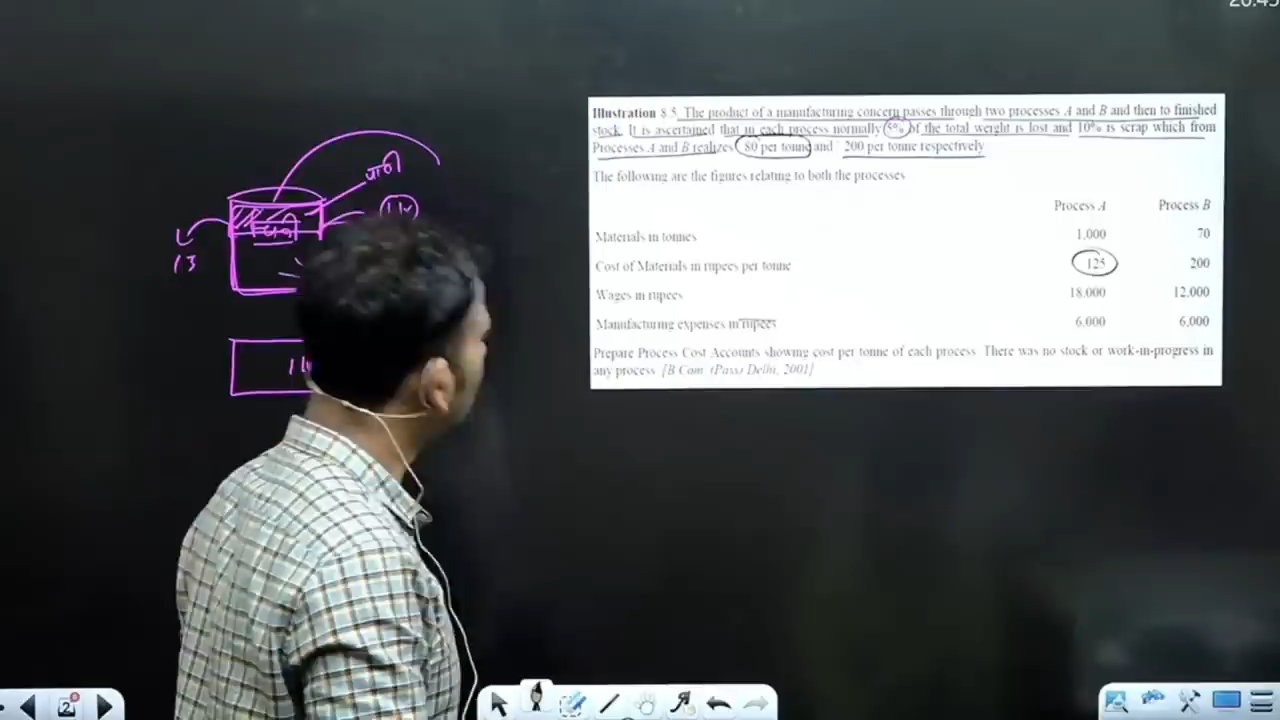 Illustration 8.5. The product of a manufacturing concern passes through two processes A and B and then to finished
stock. It is ascertained that in each process normally 5% of the total weight is lost and 10% is scrap which from
Processes A and B realizes 80 per tonne and 200 per tonne respectively
The following are the figures relating to both the processes
Process A Process B
Materials in tonnes 1,000 70
Cost of Materials in rupees per tonne 125 200
Wages in rupees 18,000 12,000
Manufacturing expenses in rupees 6,000 6,000
Prepare Process Cost Accounts showing cost per tonne of each process. There was no stock or work-in-progress in
any process. [B.Com. (Pass) Delhi, 2001]
पानी
13
2